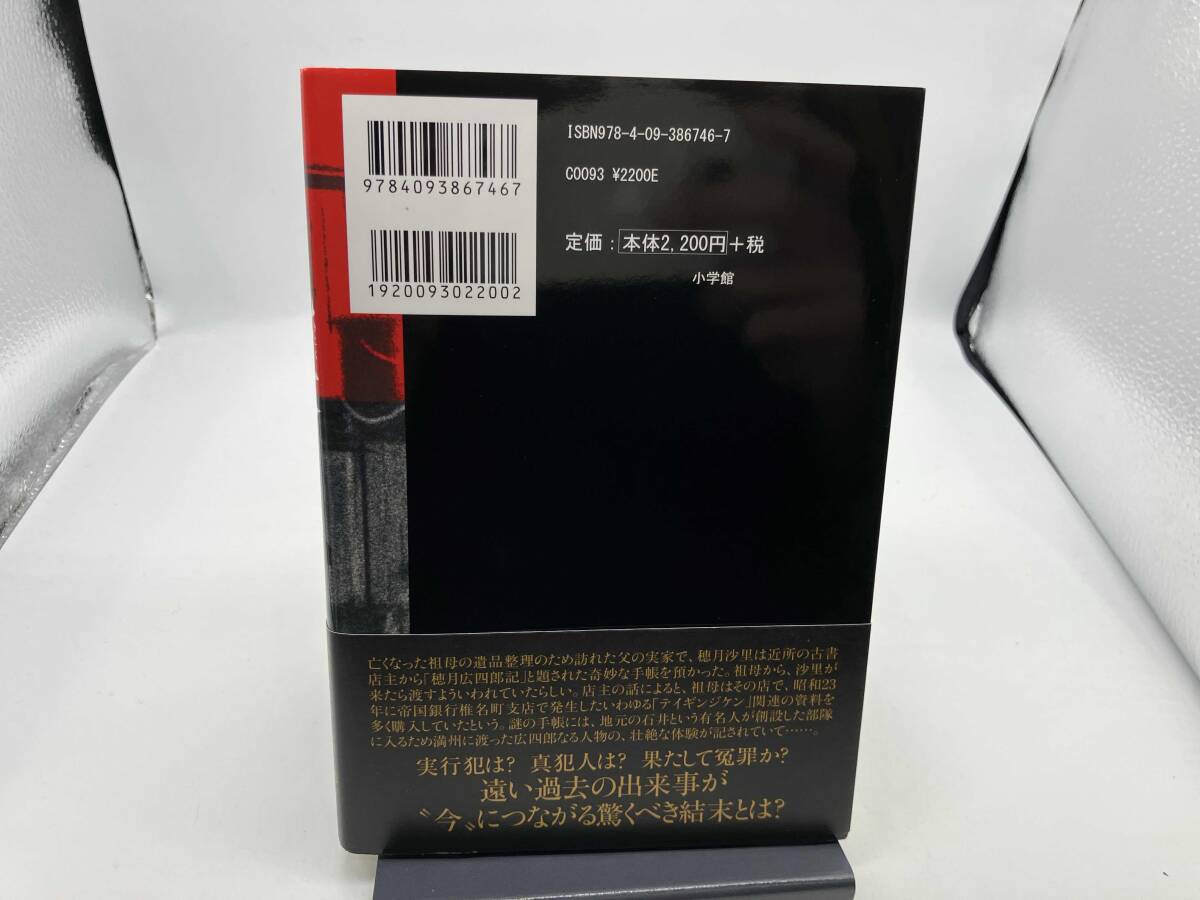 9784093867467
1920093022002
ISBN978-4-09-386746-7
C0093 ¥2200E
定価：本体2,200円＋税
小学館
亡くなった祖母の遺品整理のため訪れた父の実家で、穂月沙里は近所の古書
店主から「穂月広四郎記」と題された奇妙な手帳を預かった。祖母から、沙里が
来たら渡すよういわれていたらしい。店主の話によると、祖母はその店で、昭和23
年に帝国銀行椎名町支店で発生したいわゆる「テイギンジケン」関連の資料を
多く購入していたという。謎の手帳には、地元の石井という有名人が創設した部隊
に入るため満州に渡った広四郎なる人物の、壮絶な体験が記されていて……。
実行犯は？ 真犯人は？ 果たして冤罪か？
遠い過去の出来事が
〝今〟につながる驚くべき結末とは？